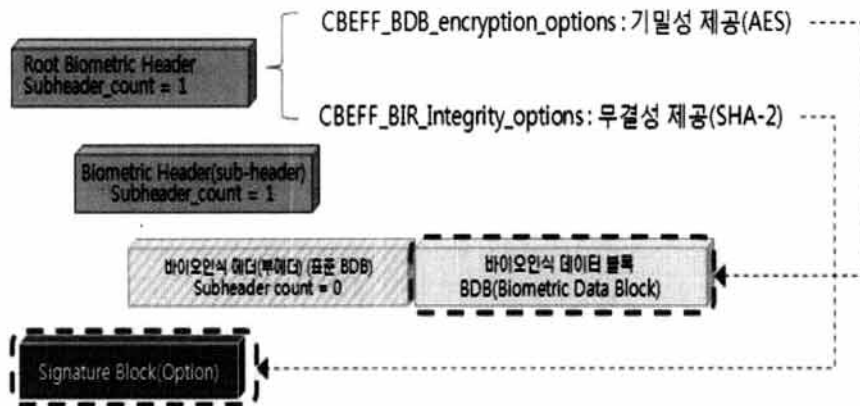 CBEFF_BDB_encryption_options : 기밀성 제공(AES)
Root Biometric Header
Subheader_count = 1
CBEFF_BIR_Integrity_options : 무결성 제공(SHA-2)
Biometric Header(sub-header)
Subheader_count = 1
바이오인식 헤더(부헤더) (표준 BDB)
Subheader count = 0
바이오인식 데이터 블록
BDB(Biometric Data Block)
Signature Block(Option)